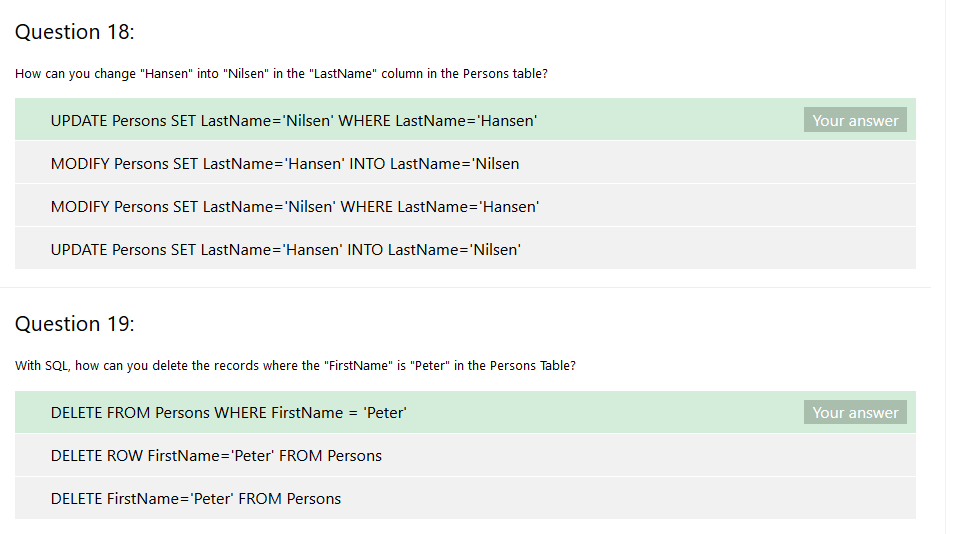 Question 18:
How can you change "Hansen" into "Nilsen" in the "LastName" column in the Persons table?
UPDATE Persons SET LastName='Nilsen' WHERE LastName='Hansen'
Your answer
MODIFY Persons SET LastName='Hansen' INTO LastName='Nilsen
MODIFY Persons SET LastName='Nilsen' WHERE LastName='Hansen'
UPDATE Persons SET LastName='Hansen' INTO LastName='Nilsen'
Question 19:
With SQL, how can you delete the records where the "FirstName" is "Peter" in the Persons Table?
DELETE FROM Persons WHERE FirstName = 'Peter'
Your answer
DELETE ROW FirstName='Peter' FROM Persons
DELETE FirstName='Peter' FROM Persons